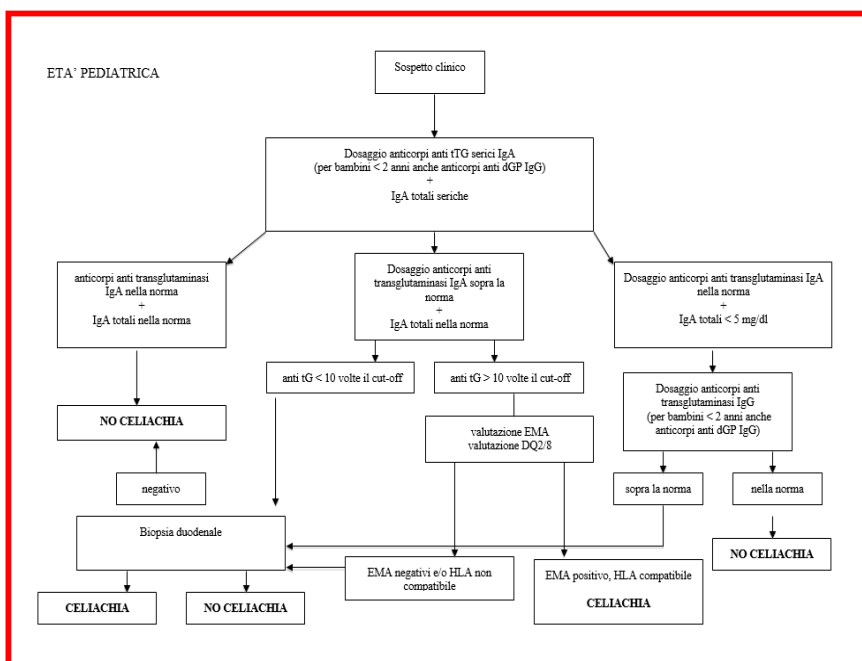 ETA’ PEDIATRICA
Sospetto clinico
Dosaggio anticorpi anti tTG serici IgA
(per bambini < 2 anni anche anticorpi anti dGP IgG)
+
IgA totali seriche
anticorpi anti transglutaminasi
IgA nella norma
+
IgA totali nella norma
Dosaggio anticorpi anti
transglutaminasi IgA sopra la
norma
+
IgA totali nella norma
Dosaggio anticorpi anti transglutaminasi IgA
nella norma
+
IgA totali < 5 mg/dl
anti tG < 10 volte il cut-off
anti tG > 10 volte il cut-off
Dosaggio anticorpi anti
transglutaminasi IgG
(per bambini < 2 anni anche
anticorpi anti dGP IgG)
NO CELIACHIA
valutazione EMA
valutazione DQ2/8
negativo
sopra la norma
nella norma
Biopsia duodenale
NO CELIACHIA
EMA negativi e/o HLA non
compatibile
EMA positivo, HLA compatibile
CELIACHIA
CELIACHIA
NO CELIACHIA